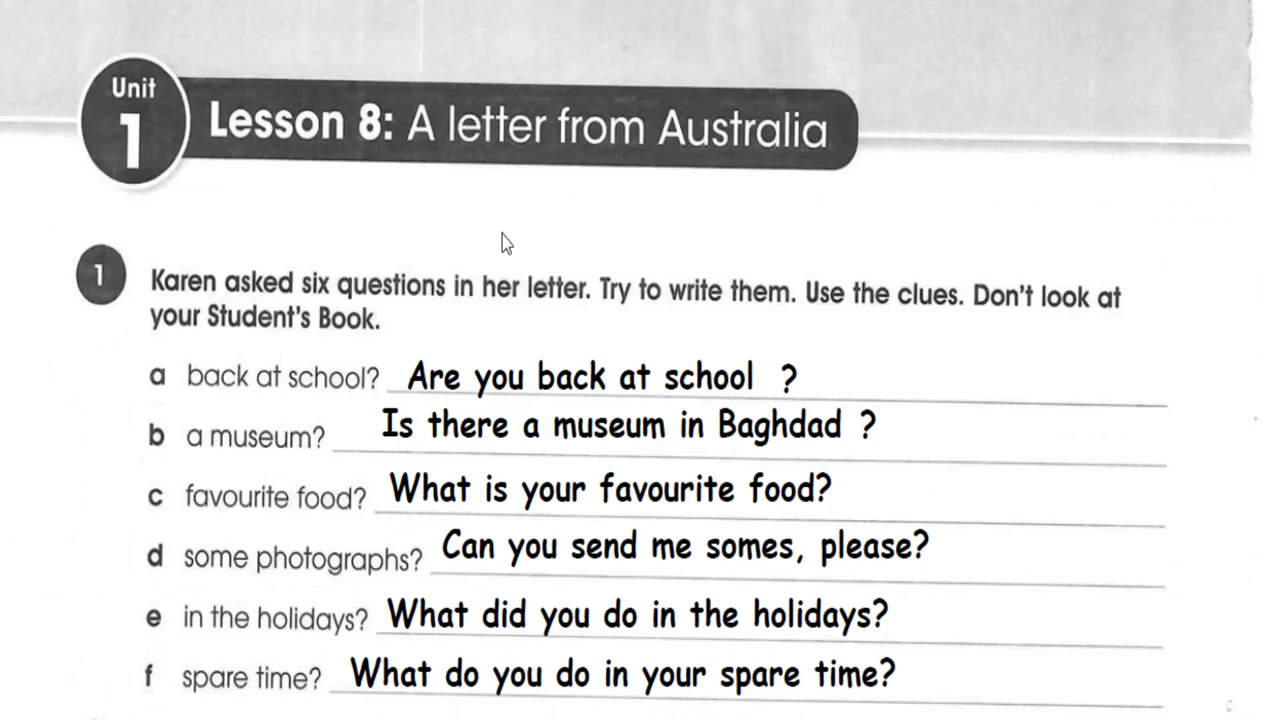 Unit
1
Lesson 8: A letter from Australia
1
Karen asked six questions in her letter. Try to write them. Use the clues. Don't look at
your Student's Book.
a back at school? Are you back at school ?
b a museum? Is there a museum in Baghdad ?
c favourite food? What is your favourite food?
d some photographs? Can you send me somes, please?
e in the holidays? What did you do in the holidays?
f spare time? What do you do in your spare time?